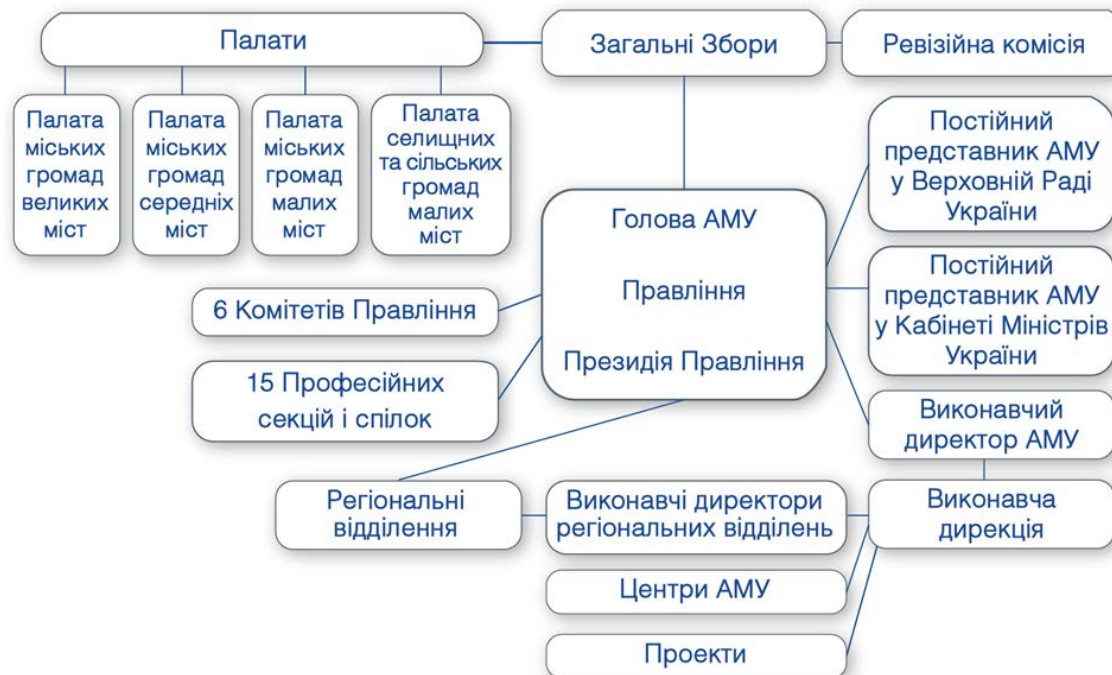 Палати
Загальні Збори
Ревізійна комісія
Палата
міських
громад
великих
міст
Палата
міських
громад
середніх
міст
Палата
міських
громад
малих
міст
Палата
селищних
та сільських
громад
малих
міст
Постійний
представник АМУ
у Верховній Раді
України
Голова АМУ
Правління
Президія Правління
Постійний
представник АМУ
у Кабінеті Міністрів
України
6 Комітетів Правління
15 Професійних
секцій і спілок
Виконавчий
директор АМУ
Регіональні
відділення
Виконавчі директори
регіональних відділень
Виконавча
дирекція
Центри АМУ
Проекти